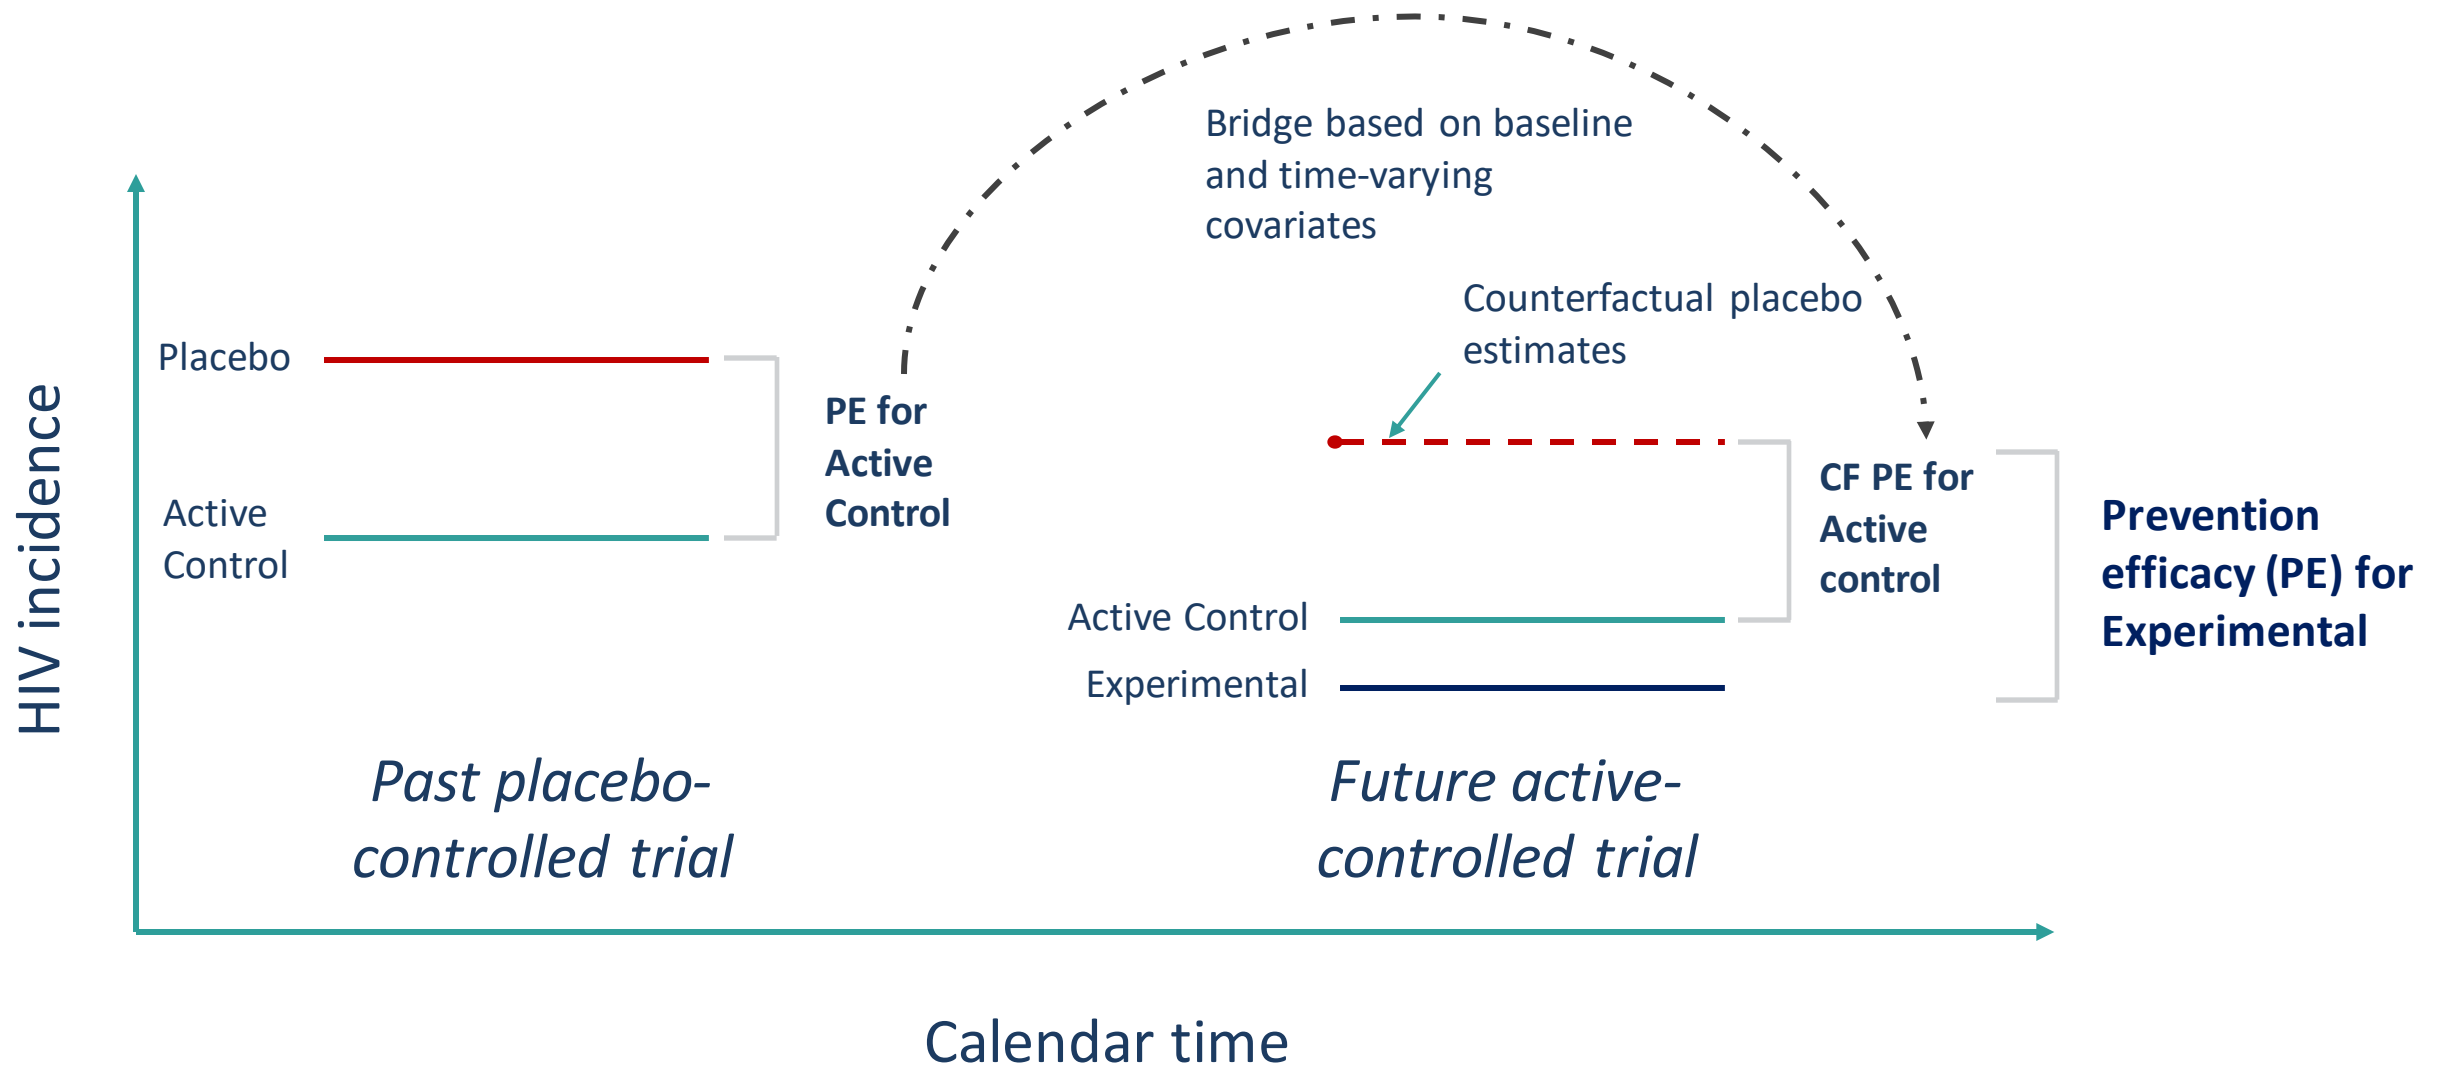 HIV incidence
Placebo
Active
Control
PE for
Active
Control
Past placebo-
controlled trial
Bridge based on baseline
and time-varying
covariates
Counterfactual placebo
estimates
Active Control
Experimental
CF PE for
Active
control
Prevention
efficacy (PE) for
Experimental
Future active-
controlled trial
Calendar time